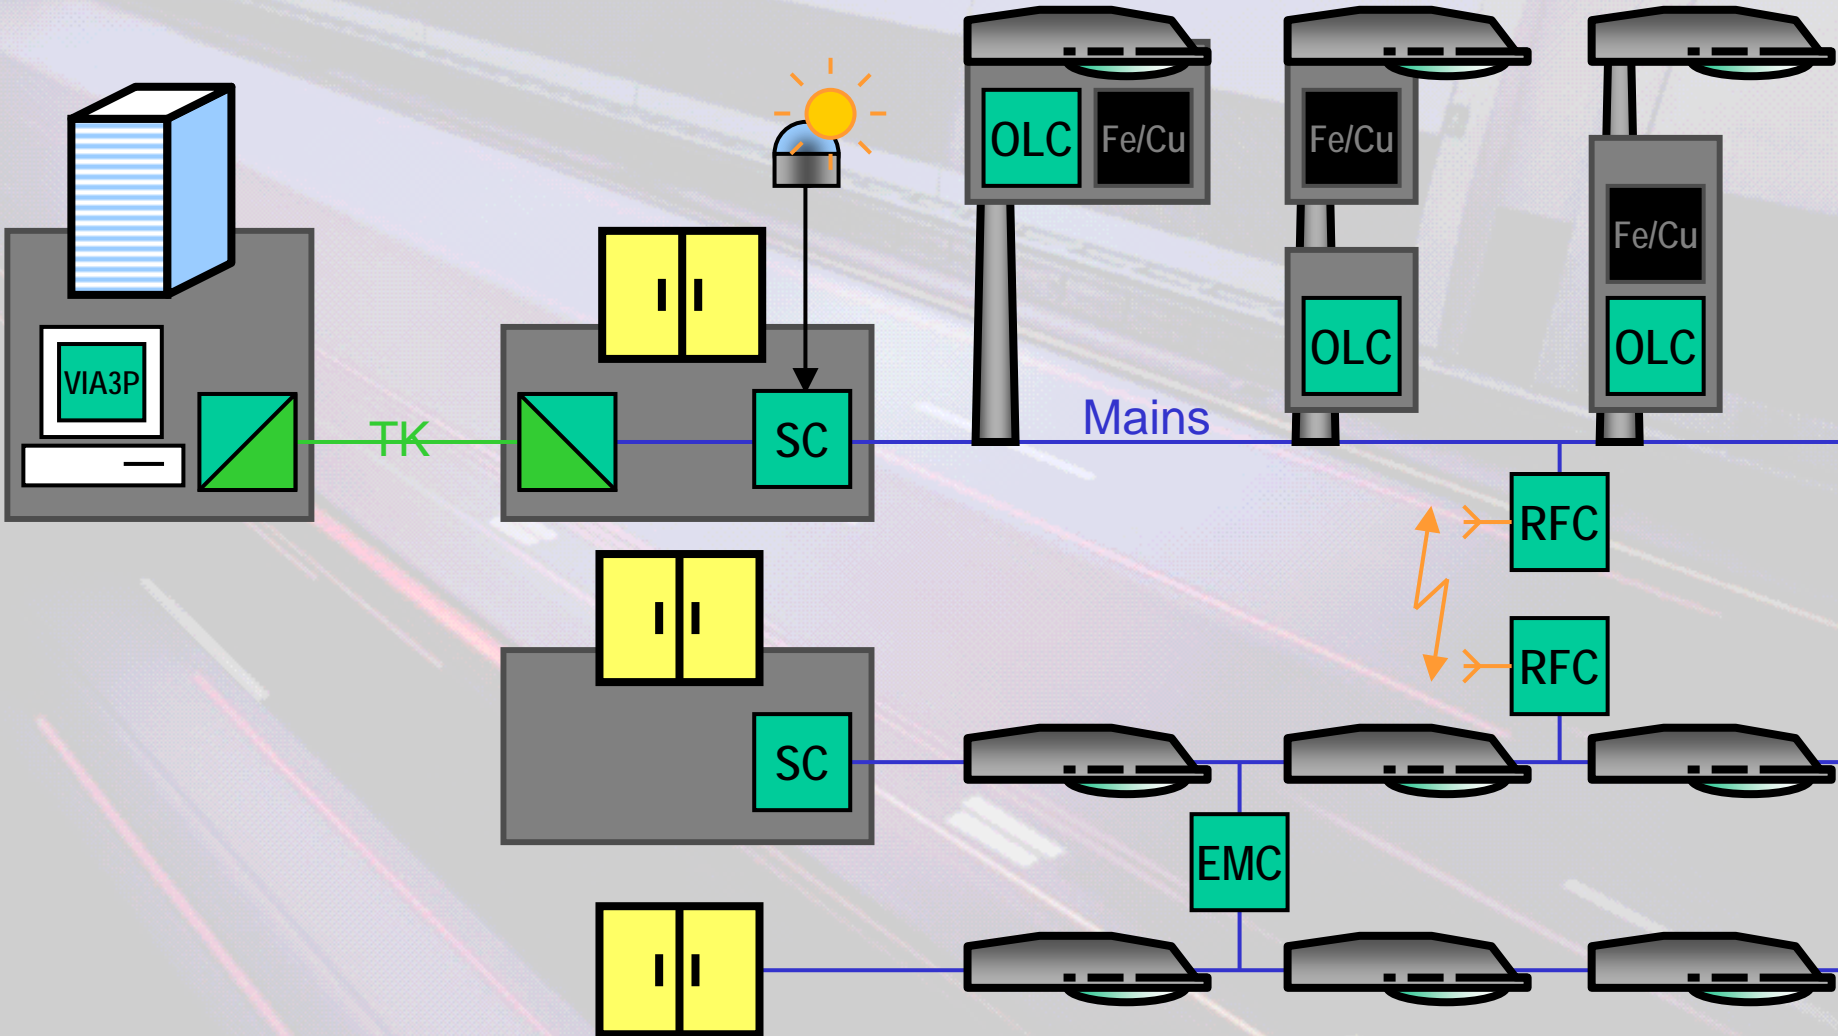 OLC Fe/Cu
Fe/Cu
Fe/Cu
OLC
OLC
VIA3P
TK
SC
Mains
RFC
RFC
SC
EMC